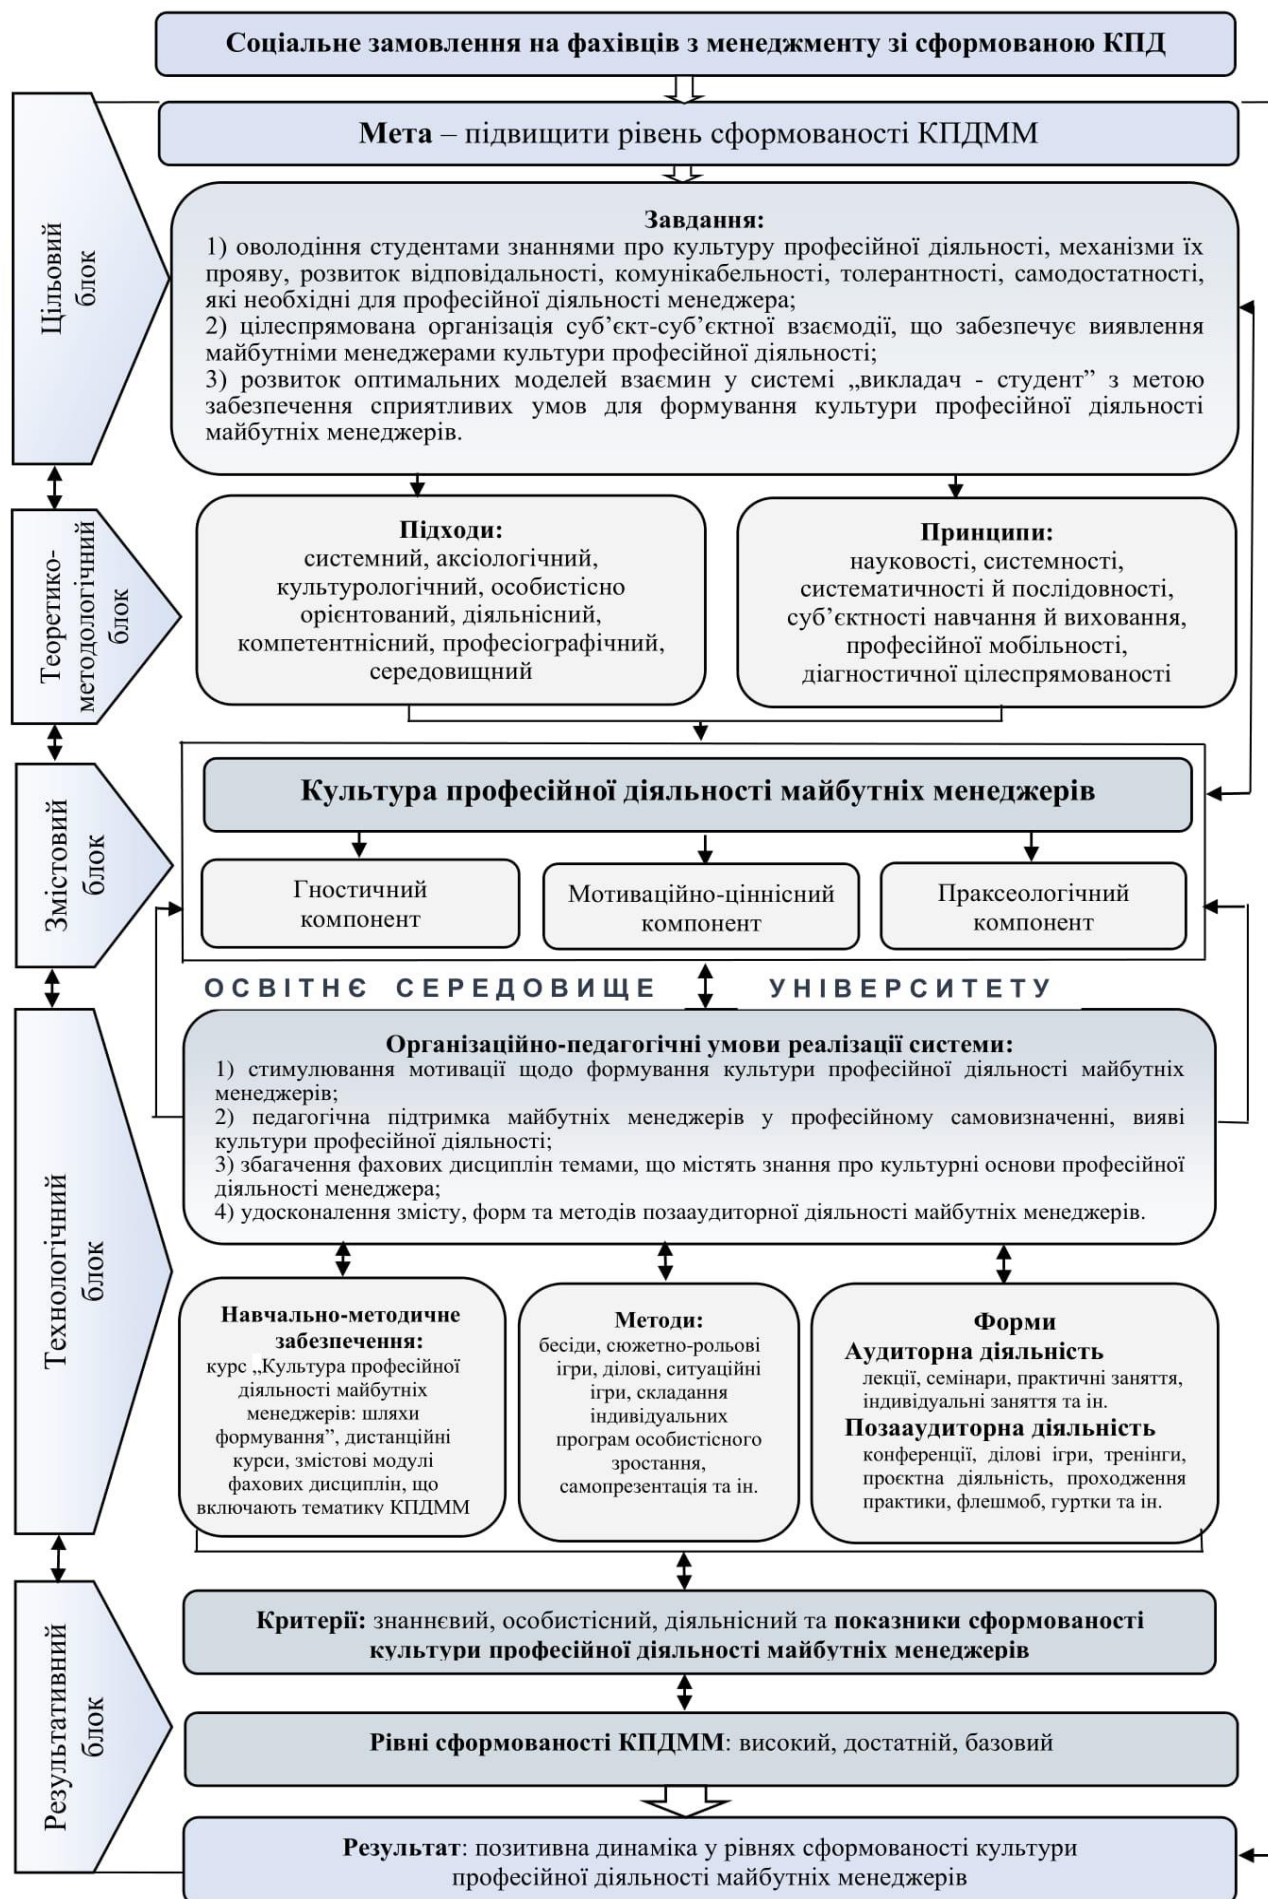 Соціальне замовлення на фахівців з менеджменту зі сформованою КПД
Мета – підвищити рівень сформованості КПДММ
Цільовий
блок
Завдання:
1) оволодіння студентами знаннями про культуру професійної діяльності, механізми їх
прояву, розвиток відповідальності, комунікабельності, толерантності, самодостатності,
які необхідні для професійної діяльності менеджера;
2) цілеспрямована організація суб’єкт-суб’єктної взаємодії, що забезпечує виявлення
майбутніми менеджерами культури професійної діяльності;
3) розвиток оптимальних моделей взаємин у системі „викладач - студент” з метою
забезпечення сприятливих умов для формування культури професійної діяльності
майбутніх менеджерів.
Теоретико-
методологічний
блок
Підходи:
системний, аксіологічний,
культурологічний, особистісно
орієнтований, діяльнісний,
компетентнісний, професіографічний,
середовищний
Принципи:
науковості, системності,
систематичності й послідовності,
суб’єктності навчання й виховання,
професійної мобільності,
діагностичної цілеспрямованості
Змістовий
блок
Культура професійної діяльності майбутніх менеджерів
Гностичний
компонент
Мотиваційно-ціннісний
компонент
Праксеологічний
компонент
ОСВІТНЄ СЕРЕДОВИЩЕ УНІВЕРСИТЕТУ
Технологічний
блок
Організаційно-педагогічні умови реалізації системи:
1) стимулювання мотивації щодо формування культури професійної діяльності майбутніх
менеджерів;
2) педагогічна підтримка майбутніх менеджерів у професійному самовизначенні, вияві
культури професійної діяльності;
3) збагачення фахових дисциплін темами, що містять знання про культурні основи професійної
діяльності менеджера;
4) удосконалення змісту, форм та методів позааудиторної діяльності майбутніх менеджерів.
Навчально-методичне
забезпечення:
курс „Культура професійної
діяльності майбутніх
менеджерів: шляхи
формування”, дистанційні
курси, змістові модулі
фахових дисциплін, що
включають тематику КПДММ
Методи:
бесіди, сюжетно-рольові
ігри, ділові, ситуаційні
ігри, складання
індивідуальних
програм особистісного
зростання,
самопрезентація та ін.
Форми
Аудиторна діяльність
лекції, семінари, практичні заняття,
індивідуальні заняття та ін.
Позааудиторна діяльність
конференції, ділові ігри, тренінги,
проєктна діяльність, проходження
практики, флешмоб, гуртки та ін.
Результативний
блок
Критерії: знаннєвий, особистісний, діяльнісний та показники сформованості
культури професійної діяльності майбутніх менеджерів
Рівні сформованості КПДММ: високий, достатній, базовий
Результат: позитивна динаміка у рівнях сформованості культури
професійної діяльності майбутніх менеджерів